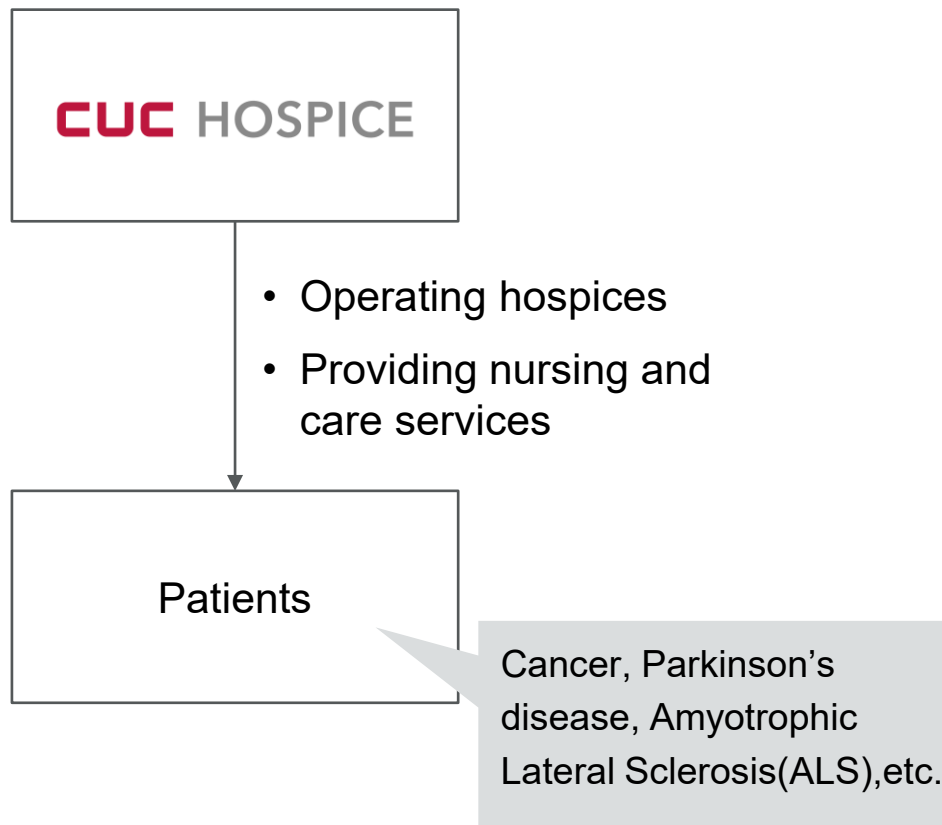 CUC HOSPICE
• Operating hospices
• Providing nursing and
care services
Patients
Cancer, Parkinson’s
disease, Amyotrophic
Lateral Sclerosis(ALS),etc.